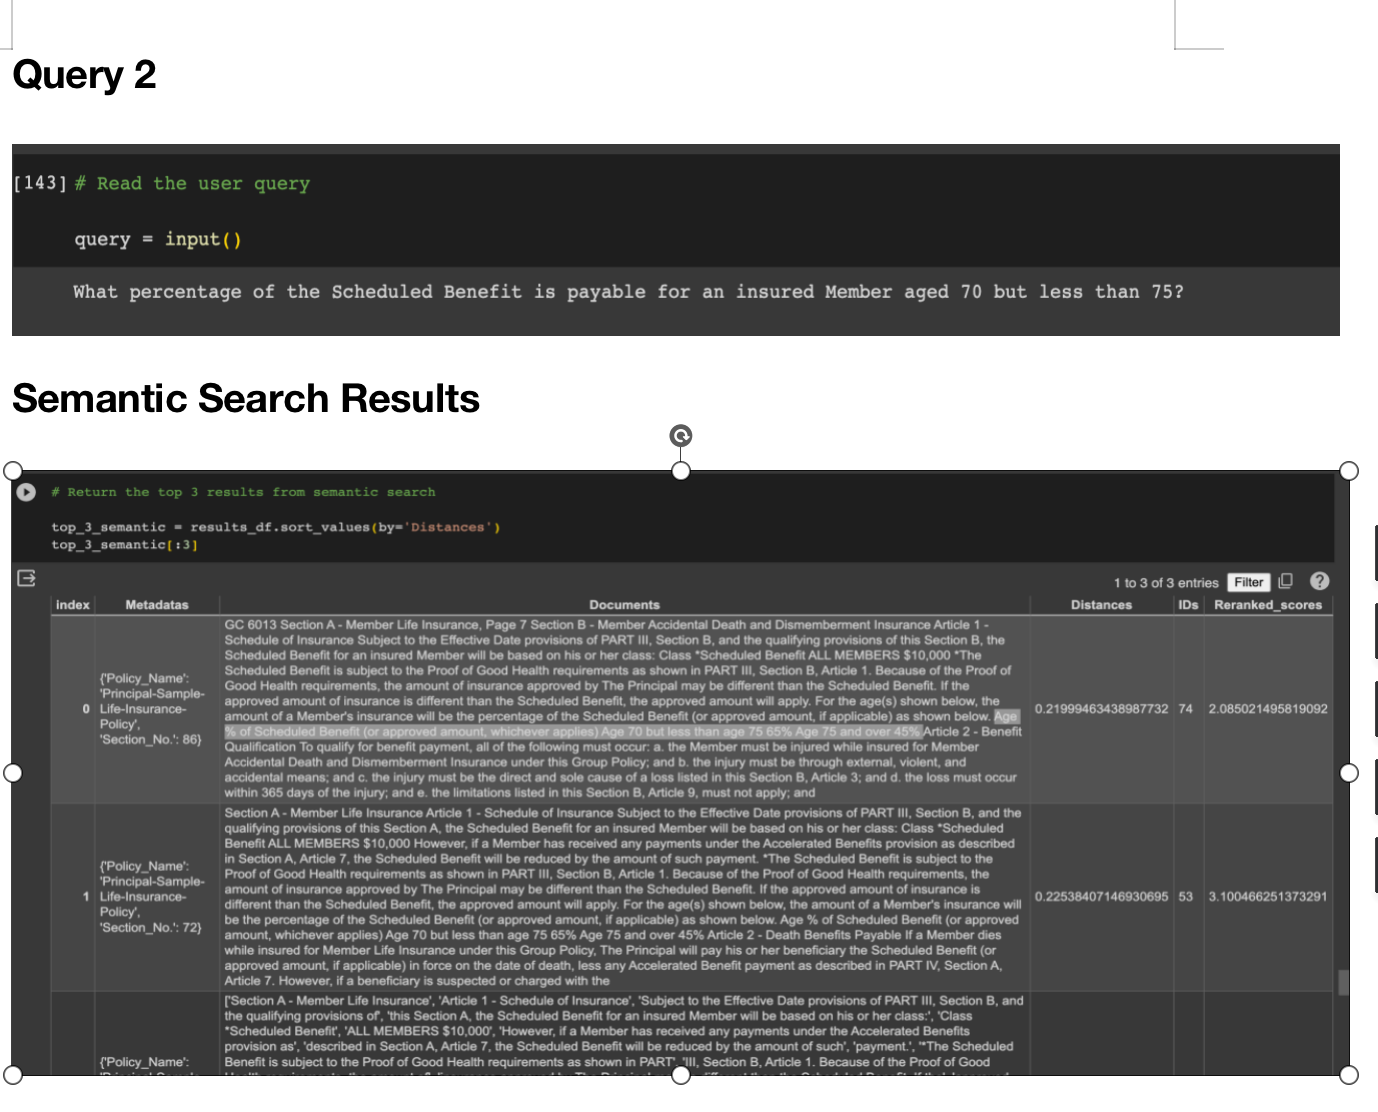 Query 2
[143] # Read the user query
query = input()
What percentage of the Scheduled Benefit is payable for an insured Member aged 70 but less than 75?
Semantic Search Results
# Return the top 3 results from semantic search
top_3_semantic = results_df.sort_values(by='Distances')
top_3_semantic[:3]
1 to 3 of 3 entries Filter
index Metadatas Documents Distances IDs Reranked_scores
0
{'Policy_Name':
'Principal-Sample-
Life-Insurance-
Policy',
'Section_No.': 86}
GC 6013 Section A - Member Life Insurance, Page 7 Section B - Member Accidental Death and Dismemberment Insurance Article 1 -
Schedule of Insurance Subject to the Effective Date provisions of PART III, Section B, and the qualifying provisions of this Section B, the
Scheduled Benefit for an insured Member will be based on his or her class: Class *Scheduled Benefit ALL MEMBERS $10,000 *The
Scheduled Benefit is subject to the Proof of Good Health requirements as shown in PART III, Section B, Article 1. Because of the Proof of
Good Health requirements, the amount of insurance approved by The Principal may be different than the Scheduled Benefit. If the
approved amount of insurance is different than the Scheduled Benefit, the approved amount will apply. For the age(s) shown below, the
amount of a Member's insurance will be the percentage of the Scheduled Benefit (or approved amount, if applicable) as shown below. Age
% of Scheduled Benefit (or approved amount, whichever applies) Age 70 but less than age 75 65% Age 75 and over 45% Article 2 - Benefit
Qualification To qualify for benefit payment, all of the following must occur: a. the Member must be injured while insured for Member
Accidental Death and Dismemberment Insurance under this Group Policy; and b. the injury must be through external, violent, and
accidental means; and c. the injury must be the direct and sole cause of a loss listed in this Section B, Article 3; and d. the loss must occur
within 365 days of the injury; and e. the limitations listed in this Section B, Article 9, must not apply; and
0.21999463438987732 74 2.085021495819092
1
{'Policy_Name':
'Principal-Sample-
Life-Insurance-
Policy',
'Section_No.': 72}
Section A - Member Life Insurance Article 1 - Schedule of Insurance Subject to the Effective Date provisions of PART III, Section B, and the
qualifying provisions of this Section A, the Scheduled Benefit for an insured Member will be based on his or her class: Class *Scheduled
Benefit ALL MEMBERS $10,000 However, if a Member has received any payments under the Accelerated Benefits provision as described
in Section A, Article 7, the Scheduled Benefit will be reduced by the amount of such payment. *The Scheduled Benefit is subject to the
Proof of Good Health requirements as shown in PART III, Section B, Article 1. Because of the Proof of Good Health requirements, the
amount of insurance approved by The Principal may be different than the Scheduled Benefit. If the approved amount of insurance is
different than the Scheduled Benefit, the approved amount will apply. For the age(s) shown below, the amount of a Member's insurance will
be the percentage of the Scheduled Benefit (or approved amount, if applicable) as shown below. Age % of Scheduled Benefit (or approved
amount, whichever applies) Age 70 but less than age 75 65% Age 75 and over 45% Article 2 - Death Benefits Payable If a Member dies
while insured for Member Life Insurance under this Group Policy, The Principal will pay his or her beneficiary the Scheduled Benefit (or
approved amount, if applicable) in force on the date of death, less any Accelerated Benefit payment as described in PART IV, Section A,
Article 7. However, if a beneficiary is suspected or charged with the
0.22538407146930695 53 3.100466251373291
{'Policy_Name':
['Section A - Member Life Insurance', 'Article 1 - Schedule of Insurance', 'Subject to the Effective Date provisions of PART III, Section B, and
the qualifying provisions of', 'this Section A, the Scheduled Benefit for an insured Member will be based on his or her class:', 'Class
*Scheduled Benefit', 'ALL MEMBERS $10,000', 'However, if a Member has received any payments under the Accelerated Benefits
provision as', 'described in Section A, Article 7, the Scheduled Benefit will be reduced by the amount of such', 'payment.', '*The Scheduled
Benefit is subject to the Proof of Good Health requirements as shown in PART', 'III, Section B, Article 1. Because of the Proof of Good